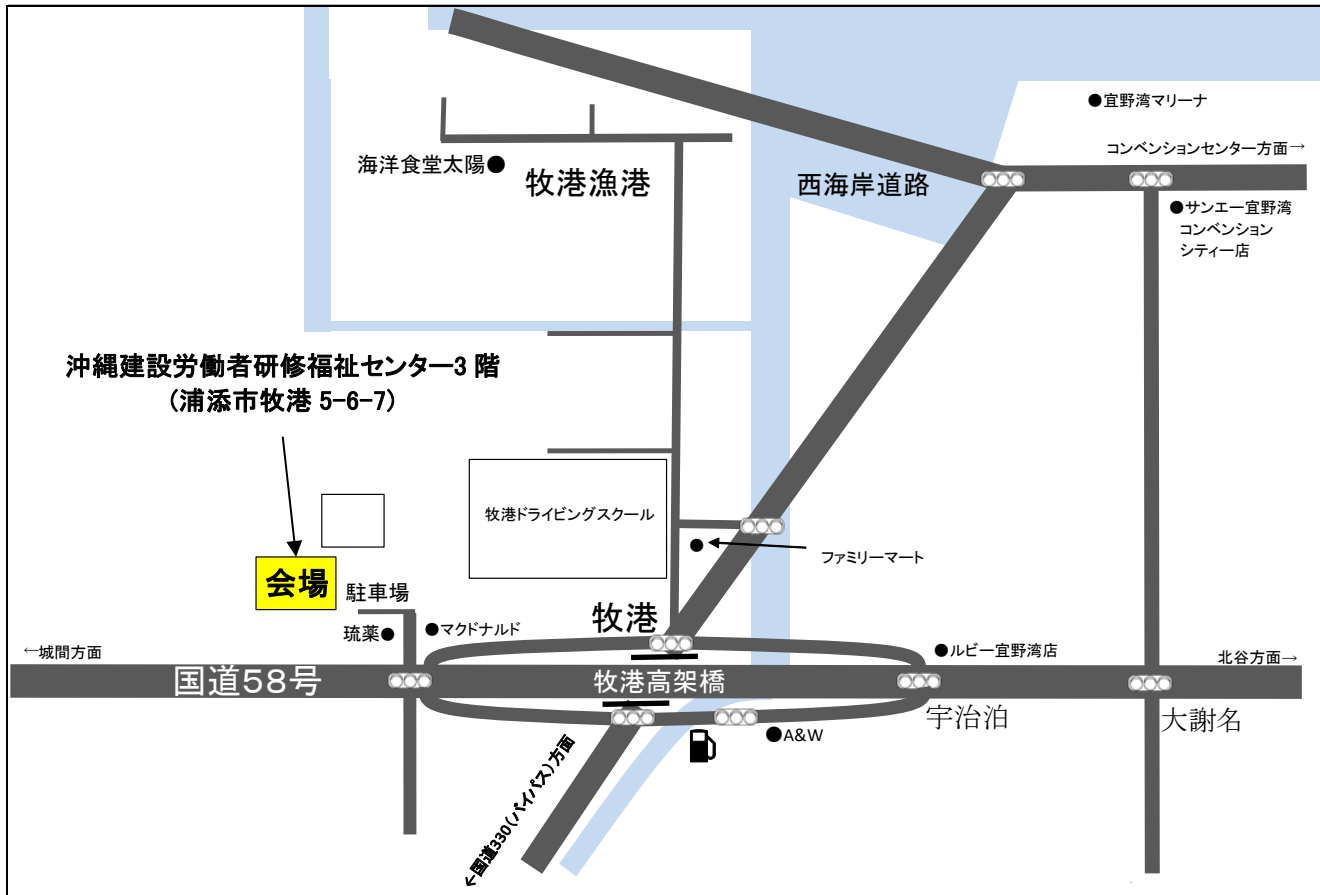 ●宜野湾マリーナ
コンベンションセンター方面→
海洋食堂太陽●
牧港漁港
西海岸道路
●サンエー宜野湾
コンベンション
シティー店
沖縄建設労働者研修福祉センター3 階
(浦添市牧港 5-6-7)
牧港ドライビングスクール
ファミリーマート
会場
駐車場
琉薬●
●マクドナルド
牧港
●ルビー宜野湾店
←城間方面
北谷方面→
国道58号
牧港高架橋
宇治泊
大謝名
●A&W
←国道330(バイパス)方面